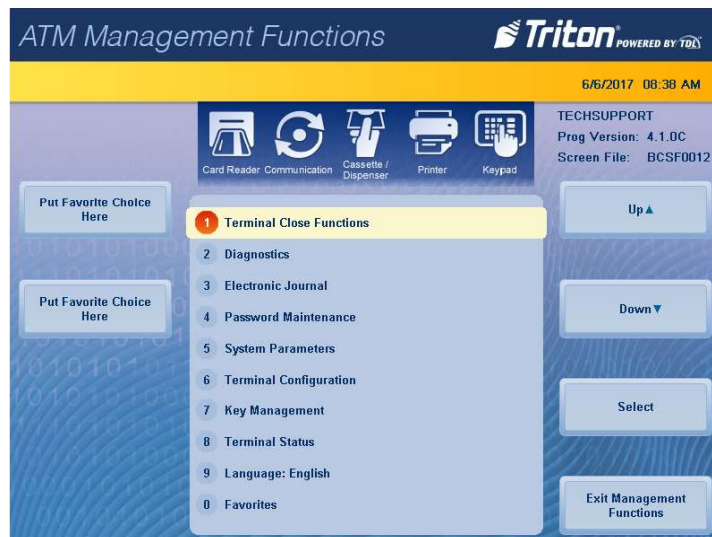 ATM Management Functions
Triton POWERED BY TDL
6/6/2017 08:38 AM
TECHSUPPORT
Prog Version: 4.1.0C
Screen File: BCSF0012
Card Reader
Communication
Cassette /
Dispenser
Printer
Keypad
Put Favorite Choice
Here
Put Favorite Choice
Here
1 Terminal Close Functions
2 Diagnostics
3 Electronic Journal
4 Password Maintenance
5 System Parameters
6 Terminal Configuration
7 Key Management
8 Terminal Status
9 Language: English
0 Favorites
Up▲
Down▼
Select
Exit Management
Functions